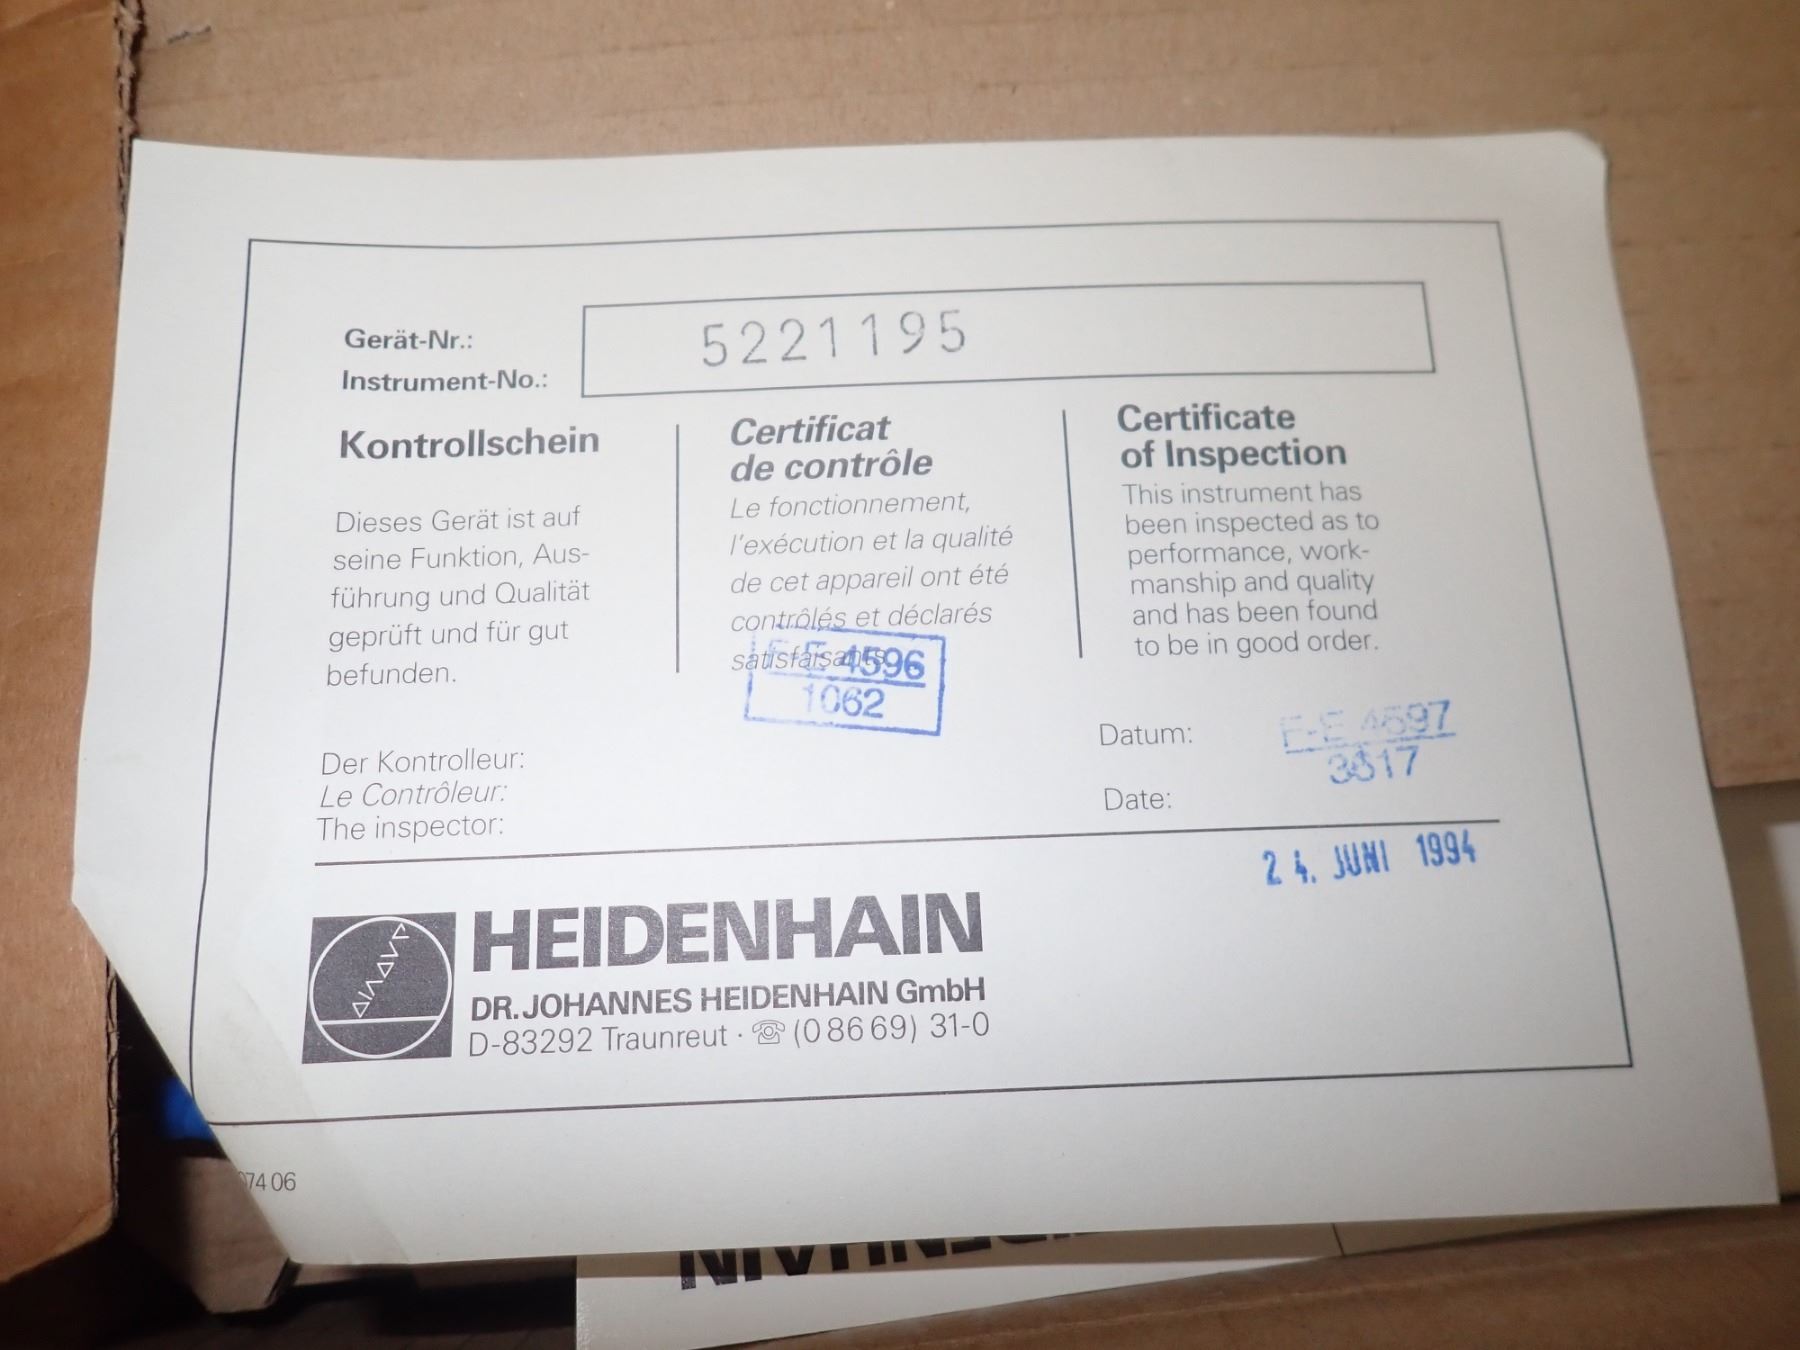 Gerät-Nr.:
Instrument-No.:
5221195
Kontrollschein
Dieses Gerät ist auf
seine Funktion, Aus-
führung und Qualität
geprüft und für gut
befunden.
Certificat
de contrôle
Le fonctionnement,
l'exécution et la qualité
de cet appareil ont été
contrôlés et déclarés
satisfaisants.
F-E 4596
1062
Certificate
of Inspection
This instrument has
been inspected as to
performance, work-
manship and quality
and has been found
to be in good order.
Der Kontrolleur:
Le Contrôleur:
The inspector:
Datum:
Date:
F-E 4597
24. JUNI 1994
HEIDENHAIN
DR. JOHANNES HEIDENHAIN GmbH
D-83292 Traunreut · ☏ (0 86 69) 31-0
74 06